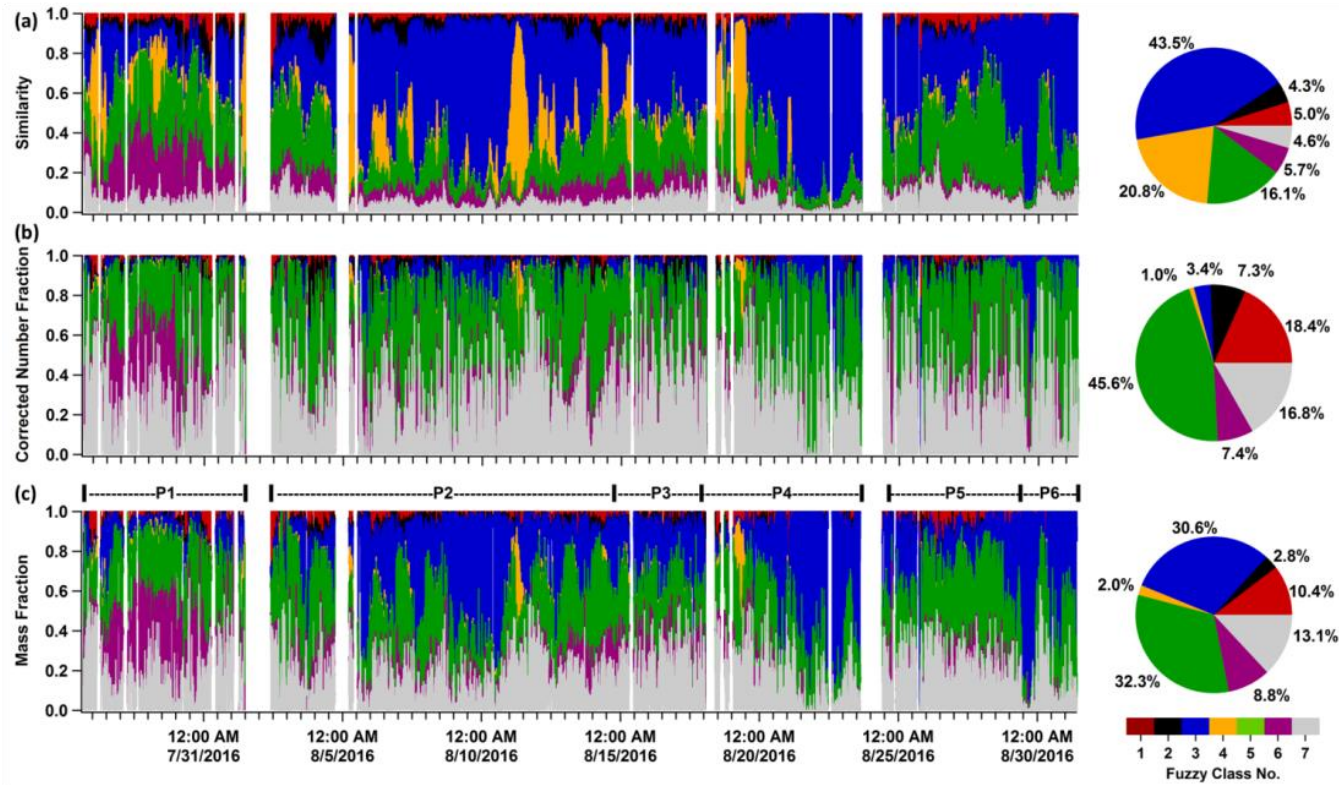 (a)
1.0
0.8
0.6
0.4
0.2
0.0
Similarity
43.5%
4.3%
5.0%
4.6%
5.7%
16.1%
20.8%
(b)
1.0
0.8
0.6
0.4
0.2
0.0
Corrected Number Fraction
1.0%
3.4%
7.3%
18.4%
16.8%
7.4%
45.6%
(c)
P1
P2
P3
P4
P5
P6
1.0
0.8
0.6
0.4
0.2
0.0
Mass Fraction
30.6%
2.8%
10.4%
13.1%
8.8%
32.3%
2.0%
12:00 AM
7/31/2016
12:00 AM
8/5/2016
12:00 AM
8/10/2016
12:00 AM
8/15/2016
12:00 AM
8/20/2016
12:00 AM
8/25/2016
12:00 AM
8/30/2016
1 2 3 4 5 6 7
Fuzzy Class No.